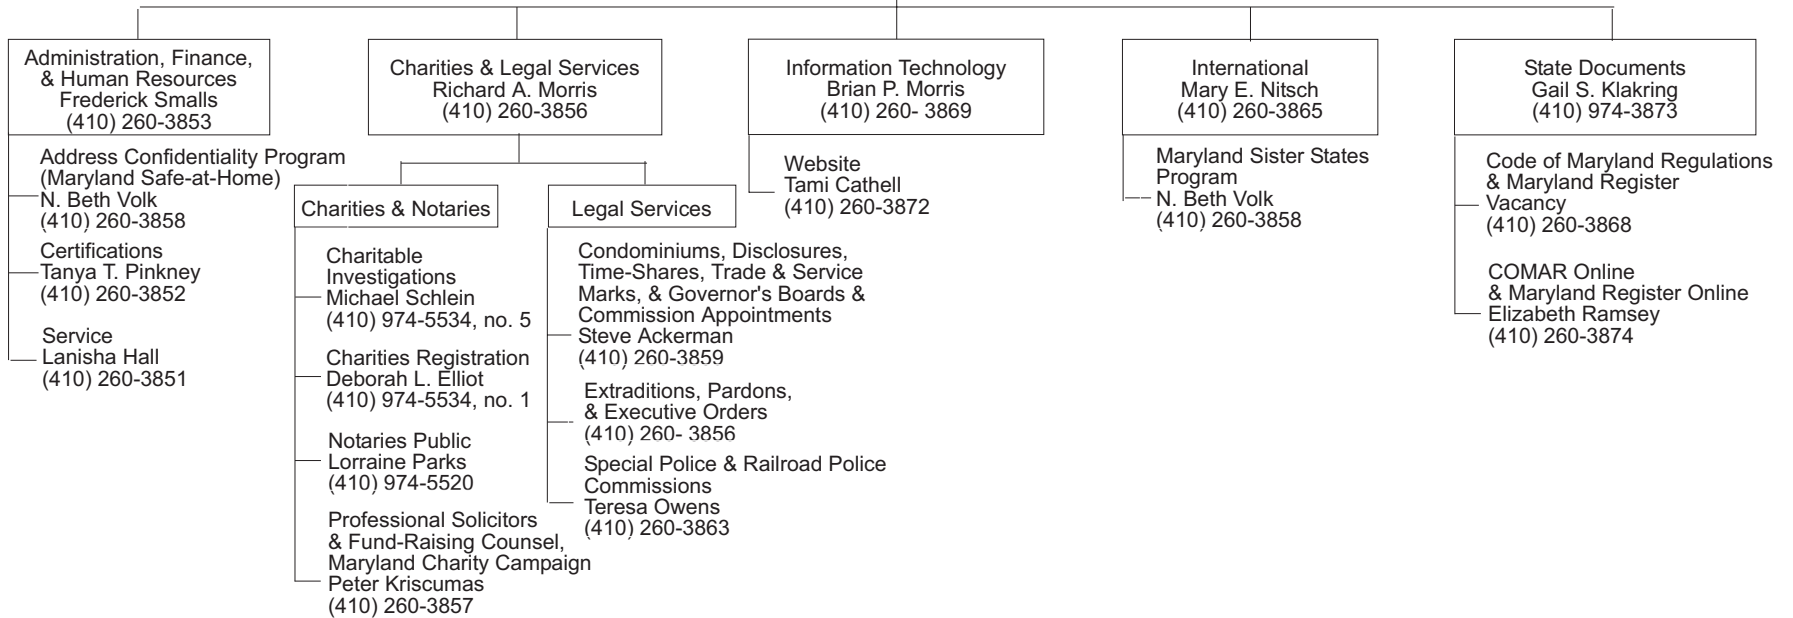 Administration, Finance,
& Human Resources
Frederick Smalls
(410) 260-3853
Address Confidentiality Program
(Maryland Safe-at-Home)
N. Beth Volk
(410) 260-3858
Certifications
Tanya T. Pinkney
(410) 260-3852
Service
Lanisha Hall
(410) 260-3851
Charities & Legal Services
Richard A. Morris
(410) 260-3856
Charities & Notaries
Charitable
Investigations
Michael Schlein
(410) 974-5534, no. 5
Charities Registration
Deborah L. Elliot
(410) 974-5534, no. 1
Notaries Public
Lorraine Parks
(410) 974-5520
Professional Solicitors
& Fund-Raising Counsel,
Maryland Charity Campaign
Peter Kriscumas
(410) 260-3857
Legal Services
Condominiums, Disclosures,
Time-Shares, Trade & Service
Marks, & Governor's Boards &
Commission Appointments
Steve Ackerman
(410) 260-3859
Extraditions, Pardons,
& Executive Orders
(410) 260- 3856
Special Police & Railroad Police
Commissions
Teresa Owens
(410) 260-3863
Information Technology
Brian P. Morris
(410) 260- 3869
Website
Tami Cathell
(410) 260-3872
International
Mary E. Nitsch
(410) 260-3865
Maryland Sister States
Program
N. Beth Volk
(410) 260-3858
State Documents
Gail S. Klakring
(410) 974-3873
Code of Maryland Regulations
& Maryland Register
Vacancy
(410) 260-3868
COMAR Online
& Maryland Register Online
Elizabeth Ramsey
(410) 260-3874